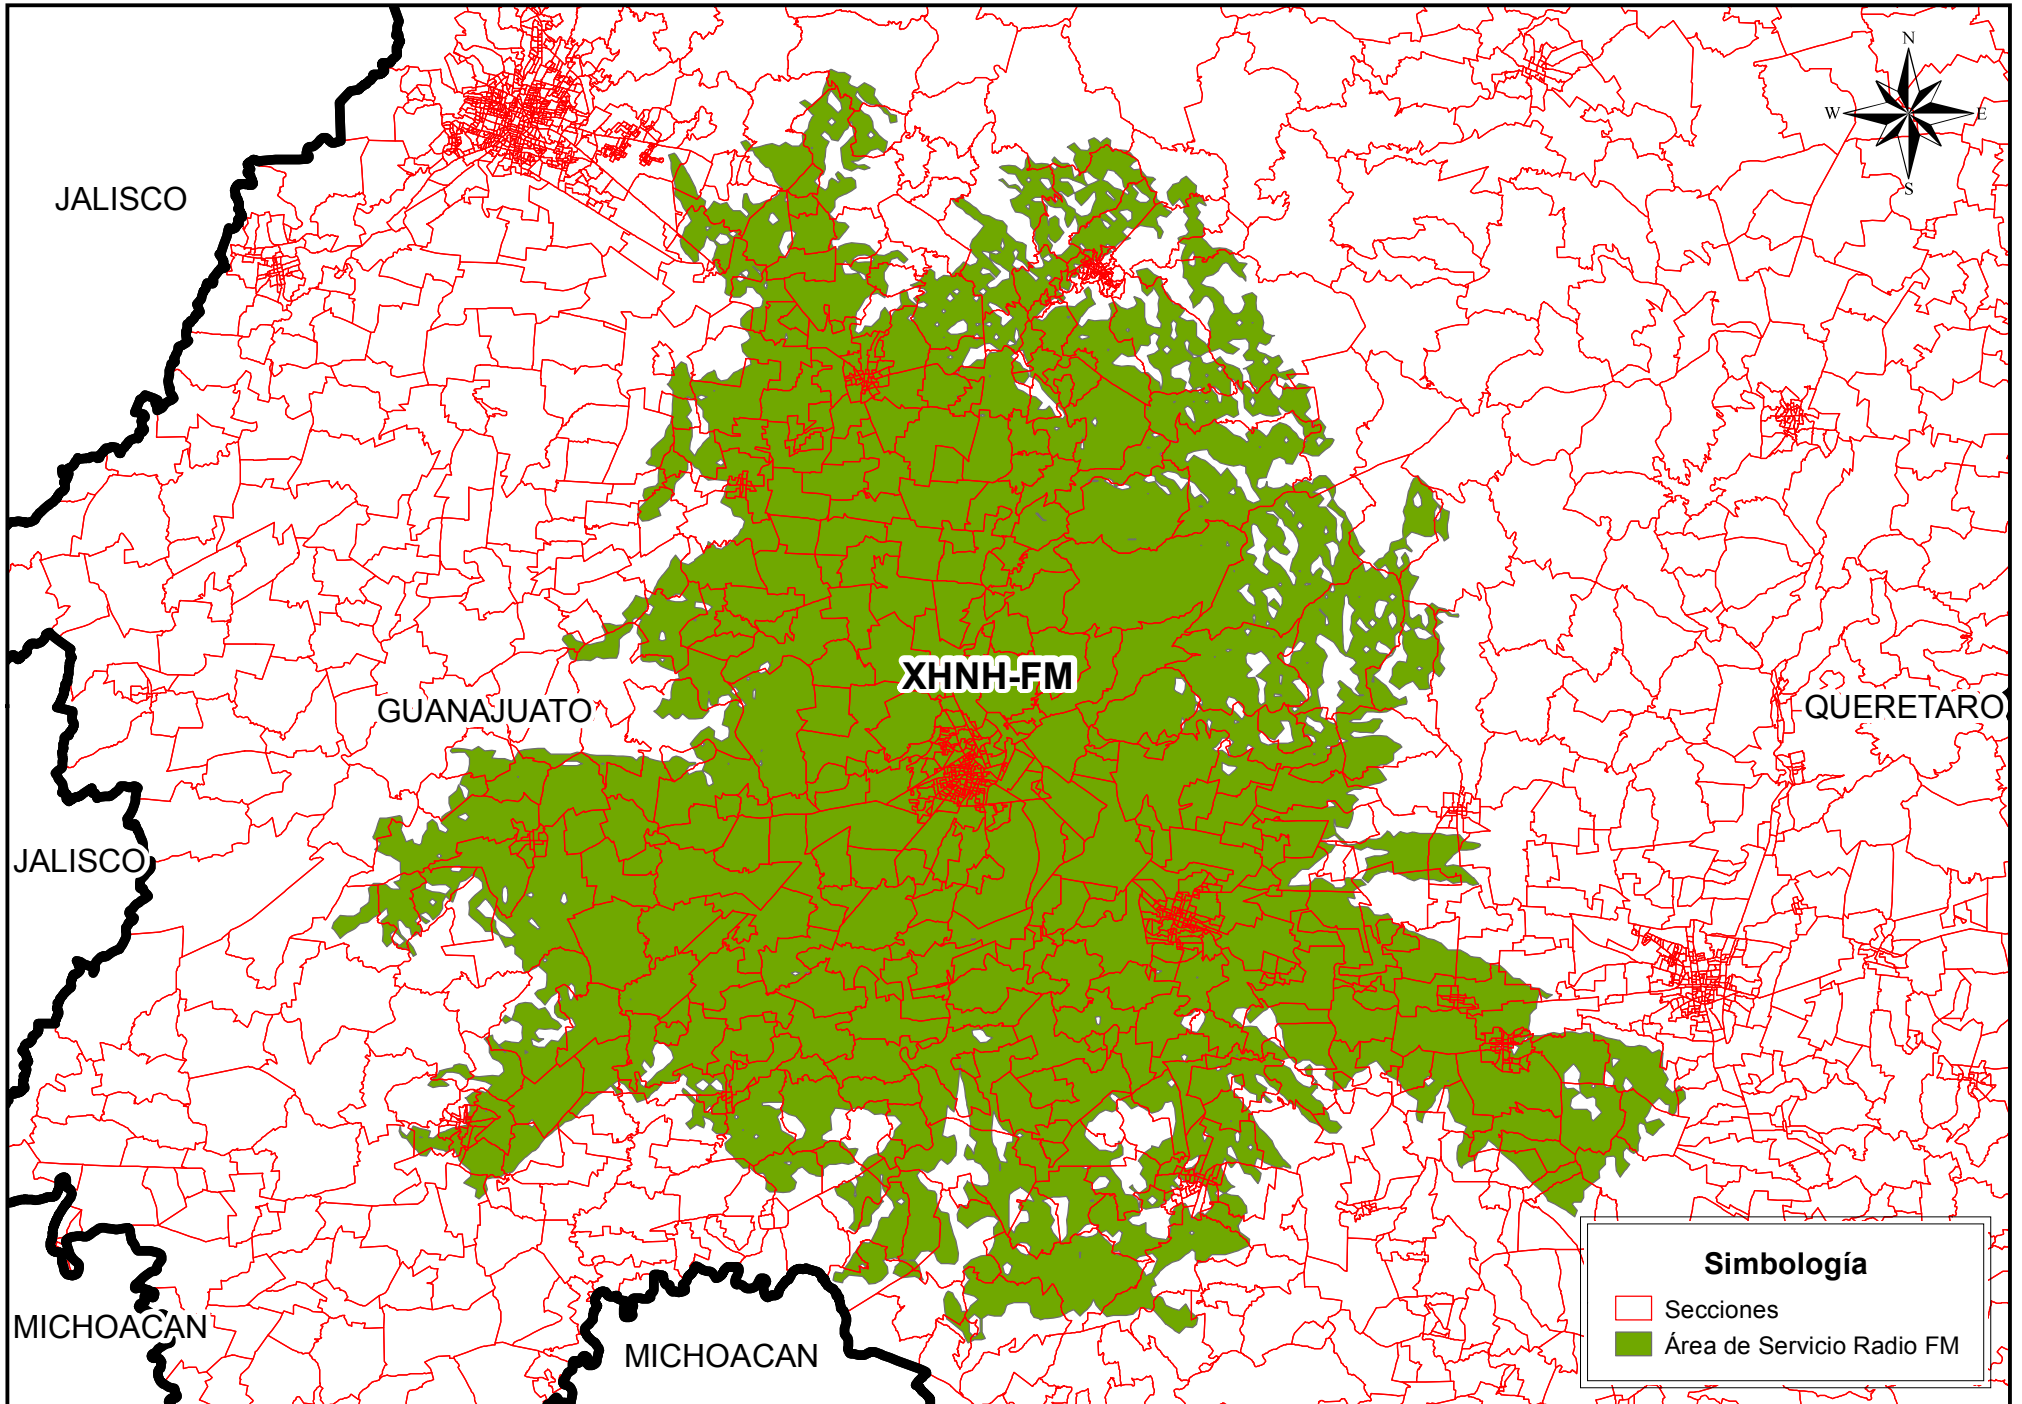 N
W
E
S
JALISCO
XHNH-FM
GUANAJUATO
QUERETARO
JALISCO
MICHOACAN
MICHOACAN
Simbología
Secciones
Área de Servicio Radio FM